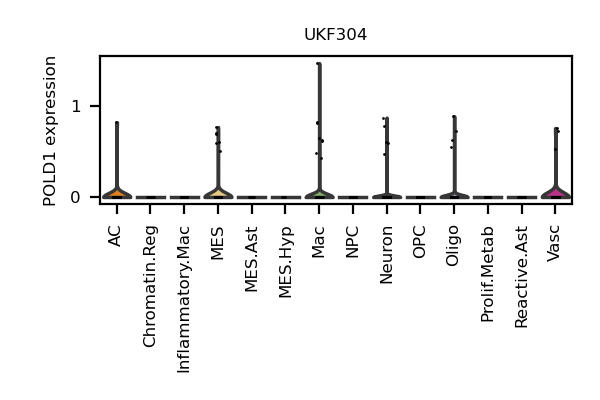 UKF304
POLD1 expression
1
0
AC
Chromatin.Reg
Inflammatory.Mac
MES
MES.Ast
MES.Hyp
Mac
NPC
Neuron
OPC
Oligo
Prolif.Metab
Reactive.Ast
Vasc